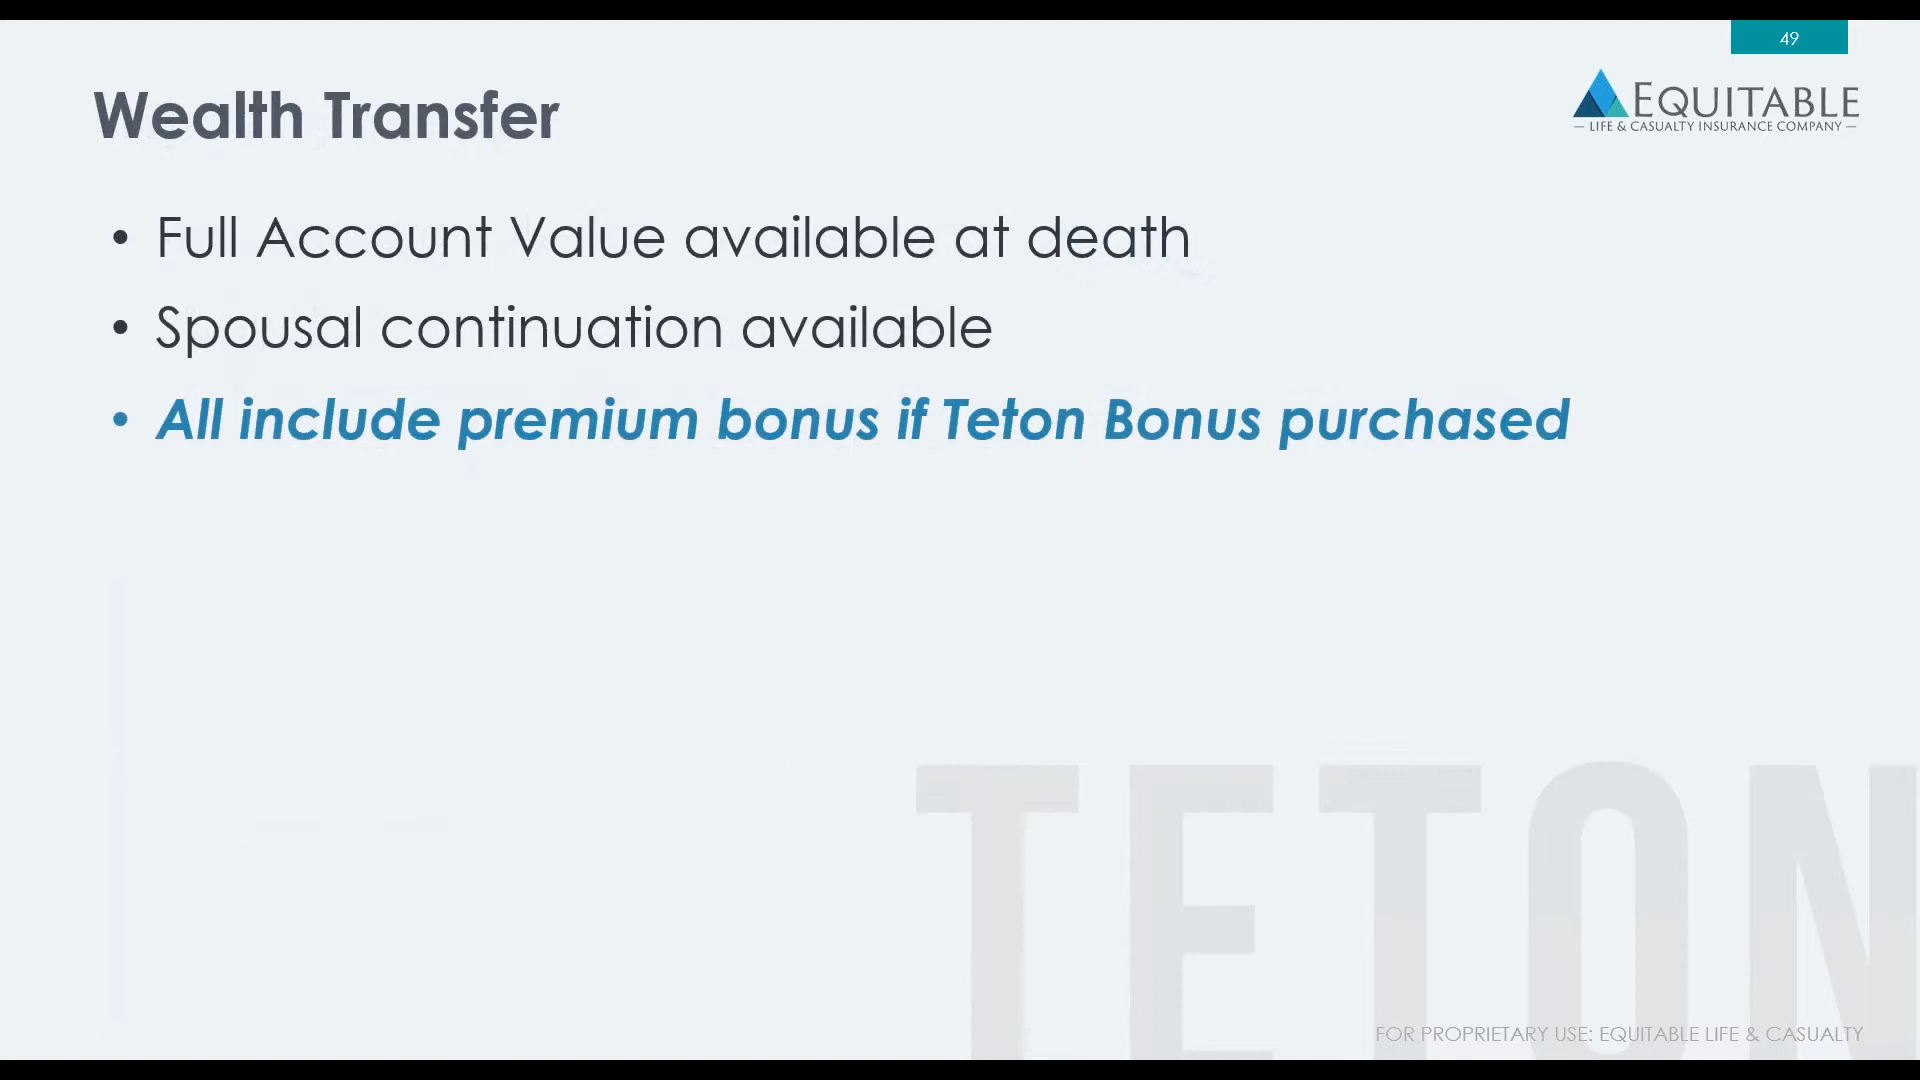 49
EQUITABLE
— LIFE & CASUALTY INSURANCE COMPANY —
Wealth Transfer
• Full Account Value available at death
• Spousal continuation available
• All include premium bonus if Teton Bonus purchased
TETON
FOR PROPRIETARY USE: EQUITABLE LIFE & CASUALTY